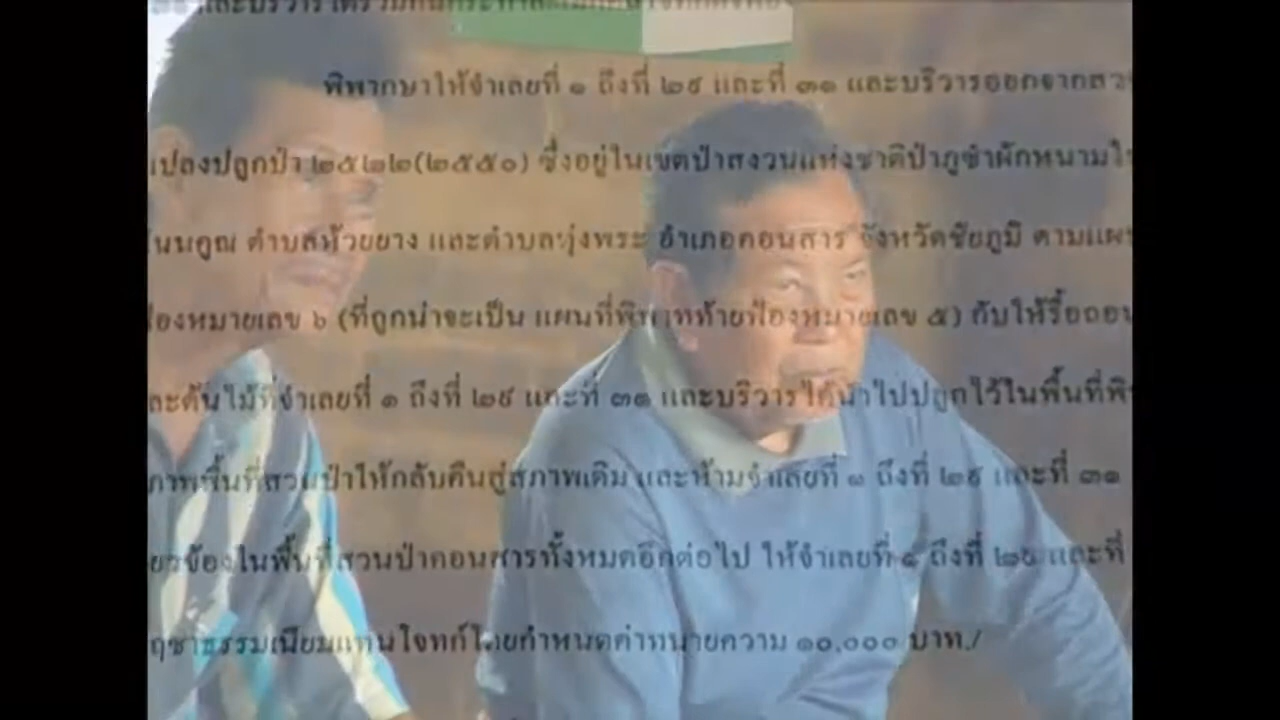 และบริวารได้ร่วมกัน
พิพากษาให้จำเลยที่ ๑ ถึงที่ ๒๙ และที่ ๓๑ และบริวารออกจากสว
แปลงปลูกป่า ๒๕๒๒(๒๕๕๐) ซึ่งอยู่ในเขตป่าสงวนแห่งชาติป่าภูซำผักหนามใ
ตำบลห้วยยาง และตำบลทุ่งพระ อำเภอคอนสาร จังหวัดชัยภูมิ ตามแผ
องหมายเลข ๖ (ที่ถูกน่าจะเป็น แผนที่พิพาทท้ายฟ้องหมายเลข ๕) กับให้รื้อถอน
ละต้นไม้ที่จำเลยที่ ๑ ถึงที่ ๒๙ และที่ ๓๑ และบริวารได้นำไปปลูกไว้ในพื้นที่พิ
ภาพพื้นที่สวนป่าให้กลับคืนสู่สภาพเดิม และห้ามจำเลยที่ ๑ ถึงที่ ๒๙ และที่ ๓๑
ยวข้องในพื้นที่สวนป่าคอนสารทั้งหมดอีกต่อไป ให้จำเลยที่ ๑ ถึงที่ ๒๙ และที่
ฤชาธรรมเนียมแทนโจทก์โดยกำหนดค่าทนายความ ๑๐,๐๐๐ บาท./